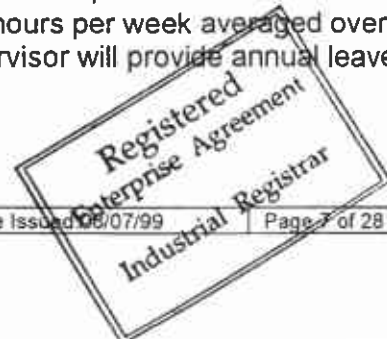 hours per week averaged over
rvisor will provide annual leave
Registered
Enterprise Agreement
Industrial Registrar
Issued 06/07/99 Page 7 of 28